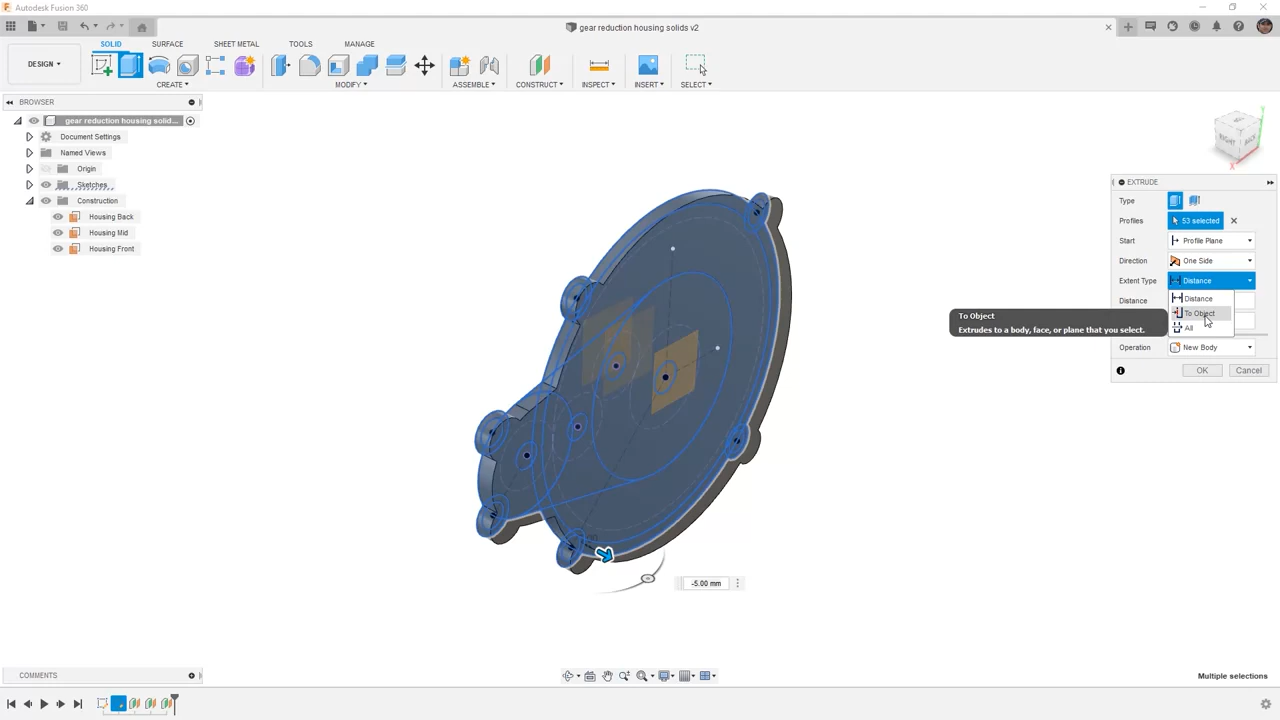 Autodesk Fusion 360
gear reduction housing solids v2
SOLID
SURFACE
SHEET METAL
TOOLS
MANAGE
DESIGN
CREATE
MODIFY
ASSEMBLE
CONSTRUCT
INSPECT
INSERT
SELECT
BROWSER
gear reduction housing solid...
Document Settings
Named Views
Origin
Sketches
Construction
Housing Back
Housing Mid
Housing Front
RIGHT
BACK
Z
Y
X
EXTRUDE
Type
Profiles
53 selected
Start
Profile Plane
Direction
One Side
Extent Type
Distance
Distance
Distance
To Object
All
Operation
New Body
OK
Cancel
To Object
Extrudes to a body, face, or plane that you select.
-5.00 mm
COMMENTS
Multiple selections